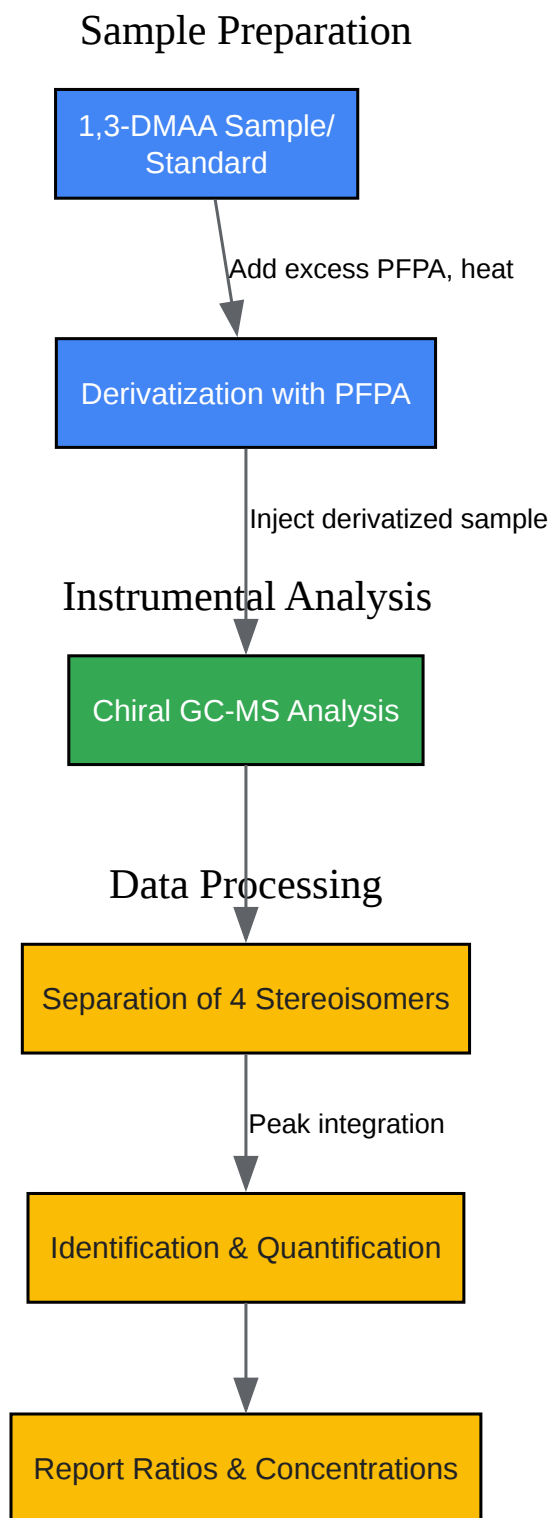 Sample Preparation
1,3-DMAA Sample/
Standard
Add excess PFPA, heat
Derivatization with PFPA
Inject derivatized sample
Instrumental Analysis
Chiral GC-MS Analysis
Data Processing
Separation of 4 Stereoisomers
Peak integration
Identification & Quantification
Report Ratios & Concentrations